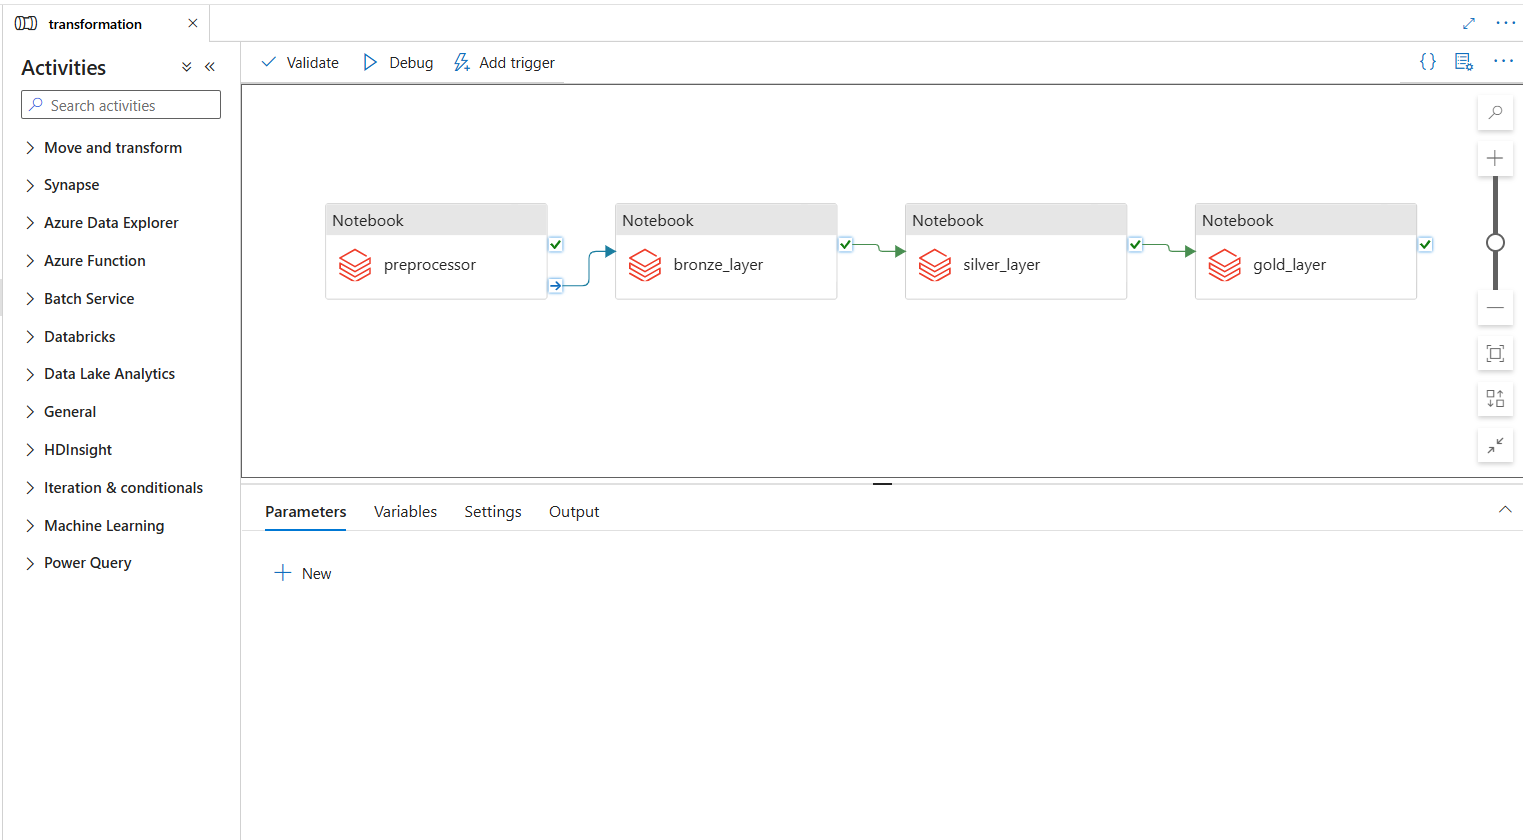 transformation
Activities
Search activities
Move and transform
Synapse
Azure Data Explorer
Azure Function
Batch Service
Databricks
Data Lake Analytics
General
HDInsight
Iteration & conditionals
Machine Learning
Power Query
Validate Debug Add trigger
Notebook
preprocessor
Notebook
bronze_layer
Notebook
silver_layer
Notebook
gold_layer
Parameters Variables Settings Output
New